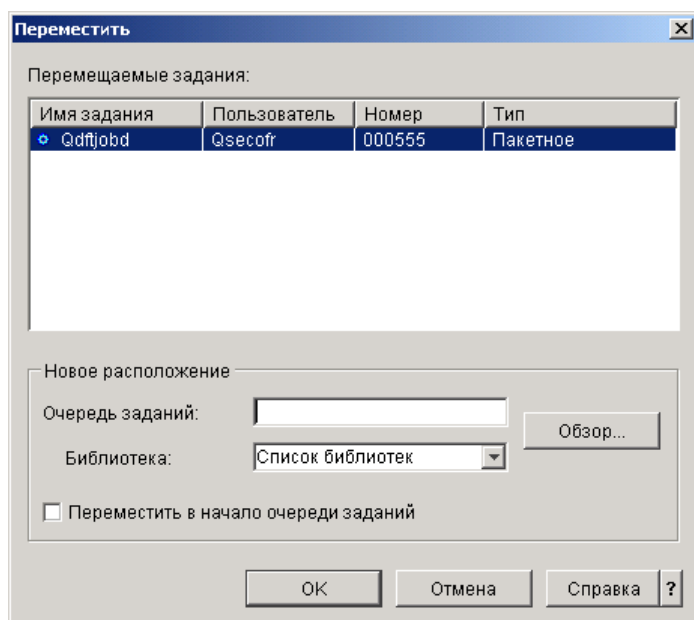 Переместить
Перемещаемые задания:
Имя задания Пользователь Номер Тип
Qdftjobd Qsecofr 000555 Пакетное
Новое расположение
Очередь заданий:
Обзор...
Библиотека: Список библиотек
Переместить в начало очереди заданий
OK Отмена Справка ?